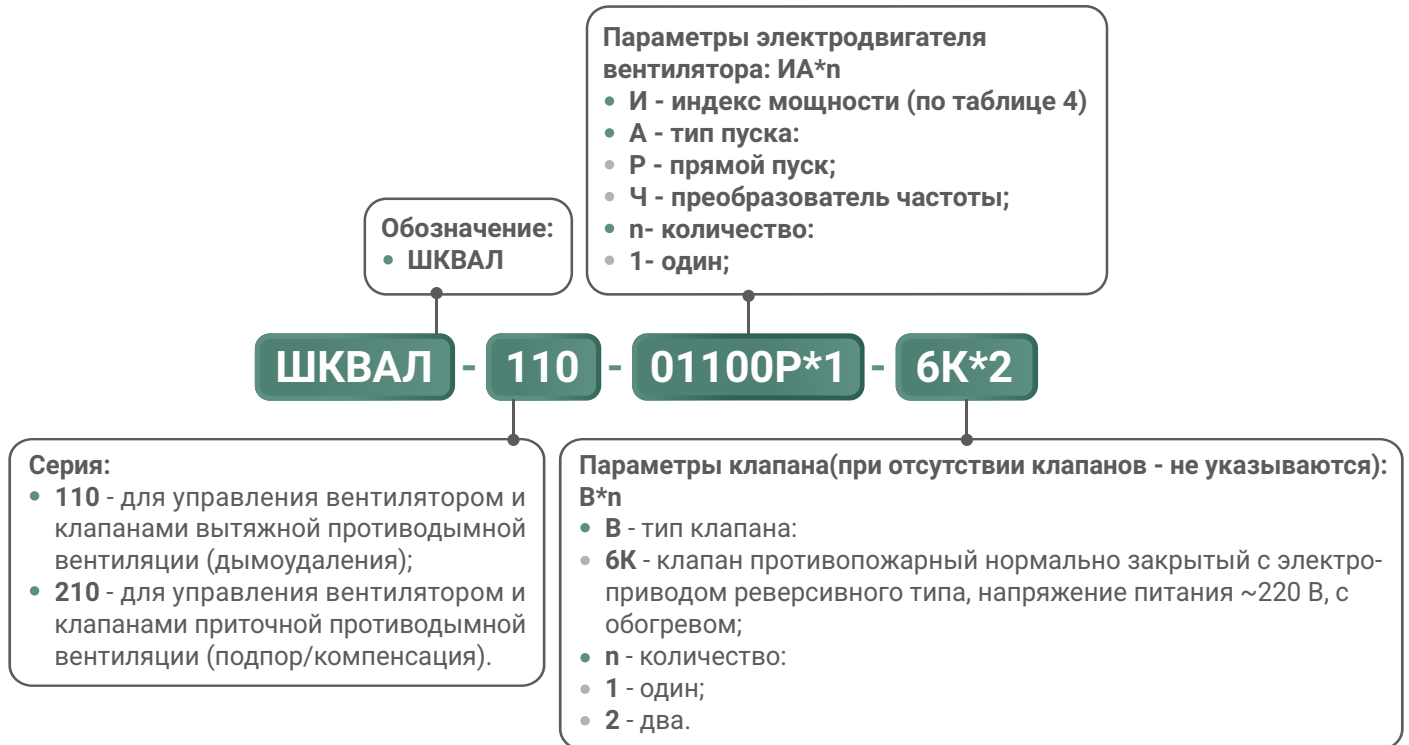 Параметры электродвигателя
вентилятора: ИА*n
• И - индекс мощности (по таблице 4)
• А - тип пуска:
• Р - прямой пуск;
• Ч - преобразователь частоты;
• n- количество:
• 1- один;
Обозначение:
• ШКВАЛ
ШКВАЛ - 110 - 01100Р*1 - 6К*2
Серия:
• 110 - для управления вентилятором и
клапанами вытяжной противодымной
вентиляции (дымоудаления);
• 210 - для управления вентилятором и
клапанами приточной противодымной
вентиляции (подпор/компенсация).
Параметры клапана(при отсутствии клапанов - не указываются):
В*n
• В - тип клапана:
• 6К - клапан противопожарный нормально закрытый с электро-
приводом реверсивного типа, напряжение питания ~220 В, с
обогревом;
• n - количество:
• 1 - один;
• 2 - два.